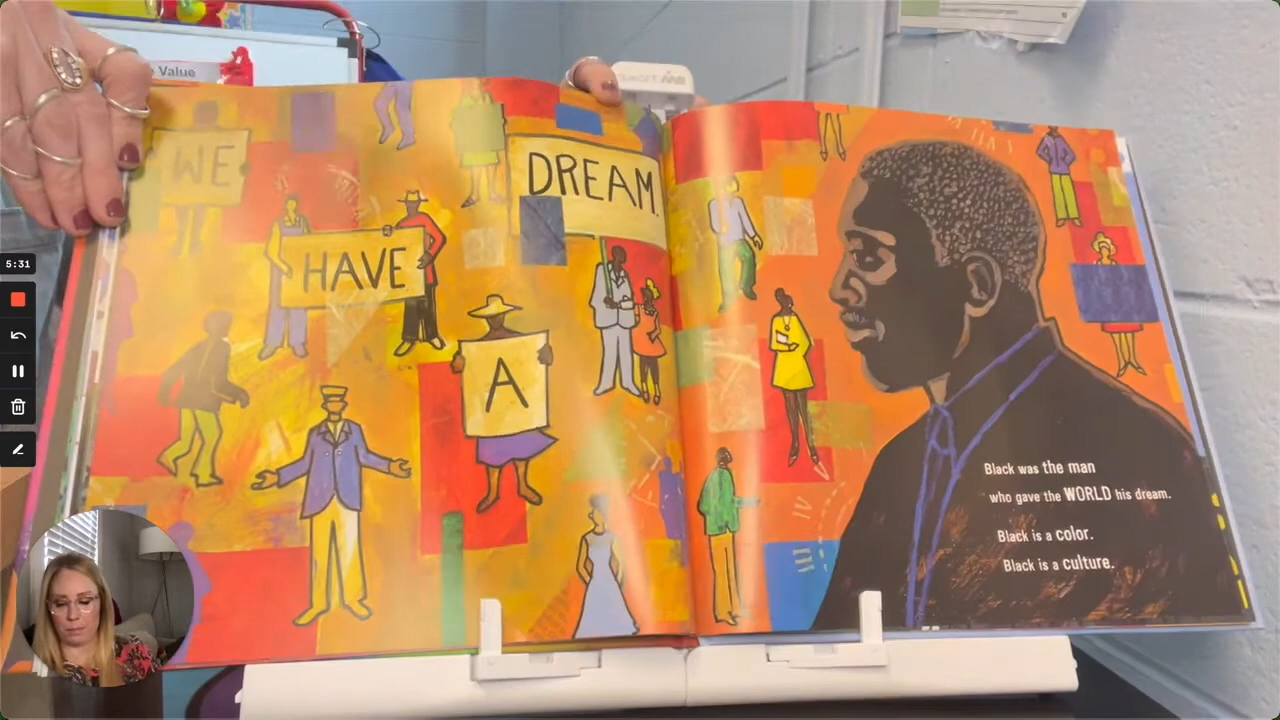 Value
WE
HAVE
A
DREAM.
Black was the man
who gave the WORLD his dream.
Black is a color.
Black is a culture.
5:31